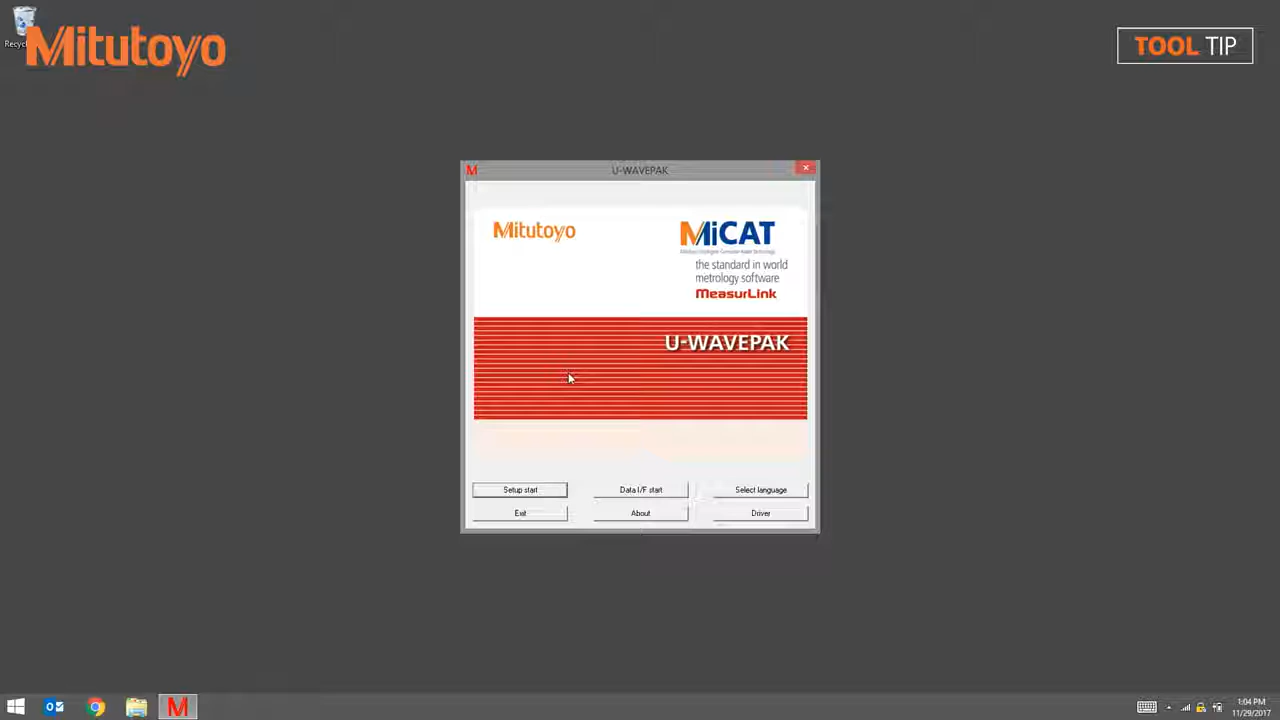 Recyc
Mitutoyo
TOOL TIP
U-WAVEPAK
Mitutoyo
MiCAT
the standard in world
metrology software
MeasurLink
U-WAVEPAK
Setup start
Data I/F start
Select language
Exit
About
Driver
1:04 PM
11/29/2017